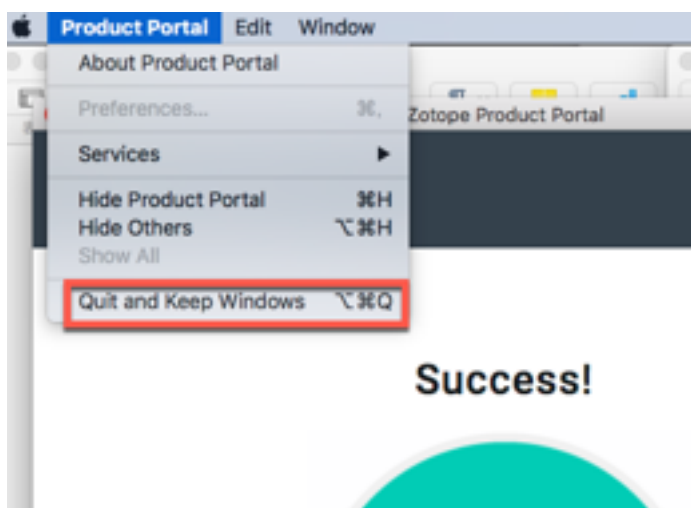 Product Portal Edit Window
About Product Portal
Preferences... ⌘,
Zotope Product Portal
Services ▶
Hide Product Portal ⌘H
Hide Others ⌥⌘H
Show All
Quit and Keep Windows ⌥⌘Q
Success!